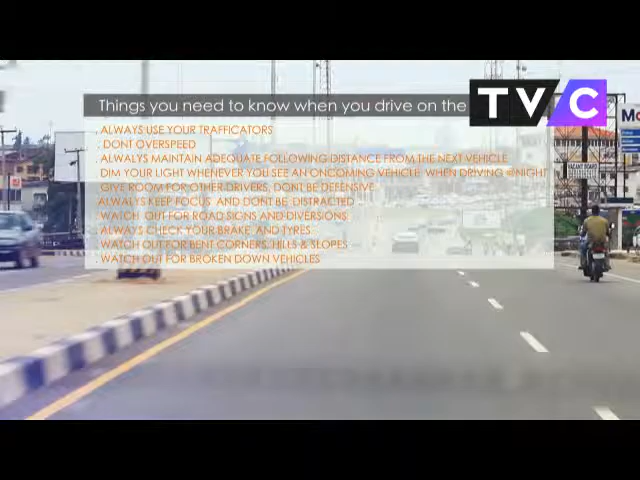 TVC
Things you need to know when you drive on the
. ALWAYS USE YOUR TRAFFICATORS
. DONT OVERSPEED
. ALWALYS MAINTAIN ADEQUATE FOLLOWING DISTANCE FROM THE NEXT VEHICLE
. DIM YOUR LIGHT WHENEVER YOU SEE AN ONCOMING VEHICLE WHEN DRIVING @NIGHT
. GIVE ROOM FOR OTHER DRIVERS, DONT BE DEFENSIVE
. ALWALYS KEEP FOCUS AND DONT BE DISTRACTED
. WATCH OUT FOR ROAD SIGNS AND DIVERSIONS
. ALWAYS CHECK YOUR BRAKE AND TYRES
. WATCH OUT FOR BENT CORNERS, HILLS & SLOPES
. WATCH OUT FOR BROKEN DOWN VEHICLES
VACANT BOARD